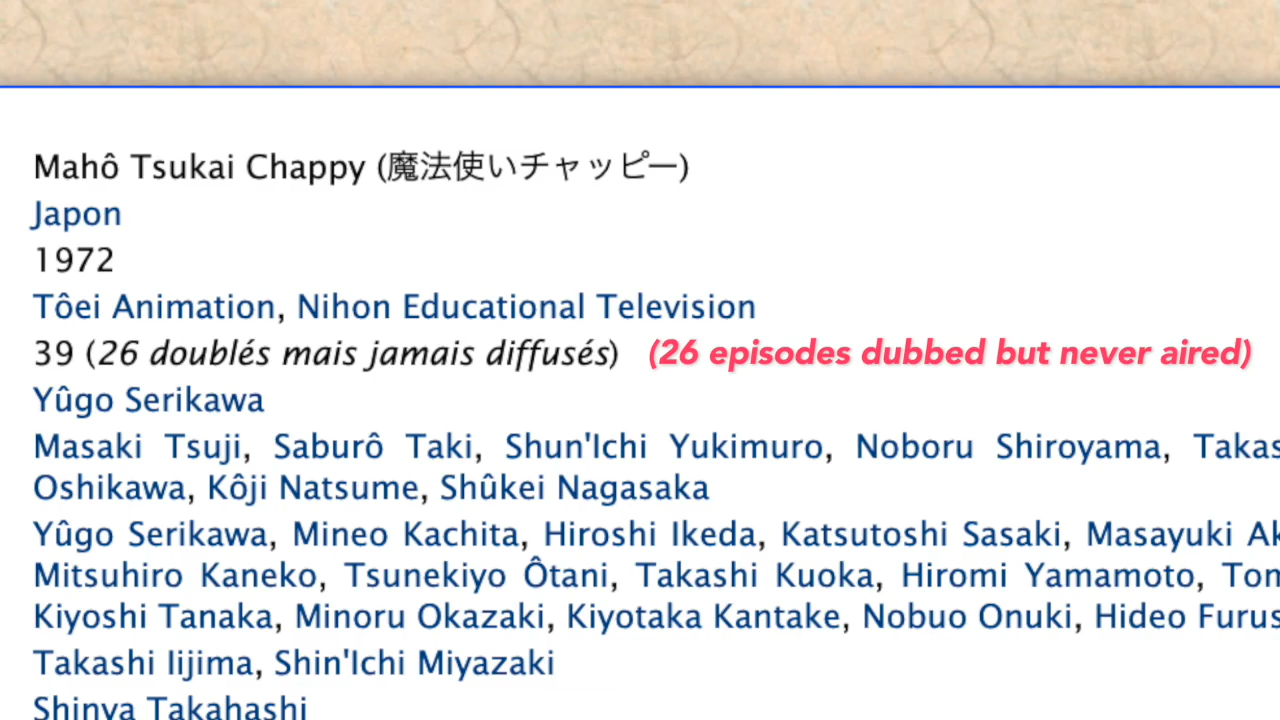 Mahô Tsukai Chappy (魔法使いチャッピー)
Japon
1972
Tôei Animation, Nihon Educational Television
39 (26 doublés mais jamais diffusés) (26 episodes dubbed but never aired)
Yûgo Serikawa
Masaki Tsuji, Saburô Taki, Shun'Ichi Yukimuro, Noboru Shiroyama,
Oshikawa, Kôji Natsume, Shûkei Nagasaka
Yûgo Serikawa, Mineo Kachita, Hiroshi Ikeda, Katsutoshi Sasaki, Masayuki
Mitsuhiro Kaneko, Tsunekiyo Ôtani, Takashi Kuoka, Hiromi Yamamoto,
Kiyoshi Tanaka, Minoru Okazaki, Kiyotaka Kantake, Nobuo Onuki, Hideo
Takashi Iijima, Shin'Ichi Miyazaki
Shinya Takahashi